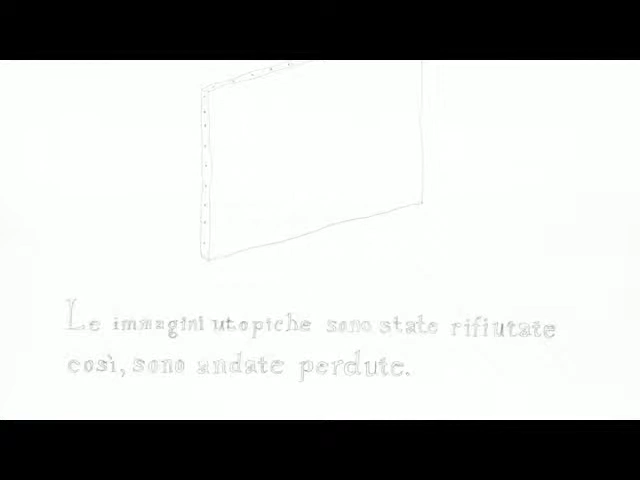 Le immagini utopiche sono state rifiutate
così, sono andate perdute.